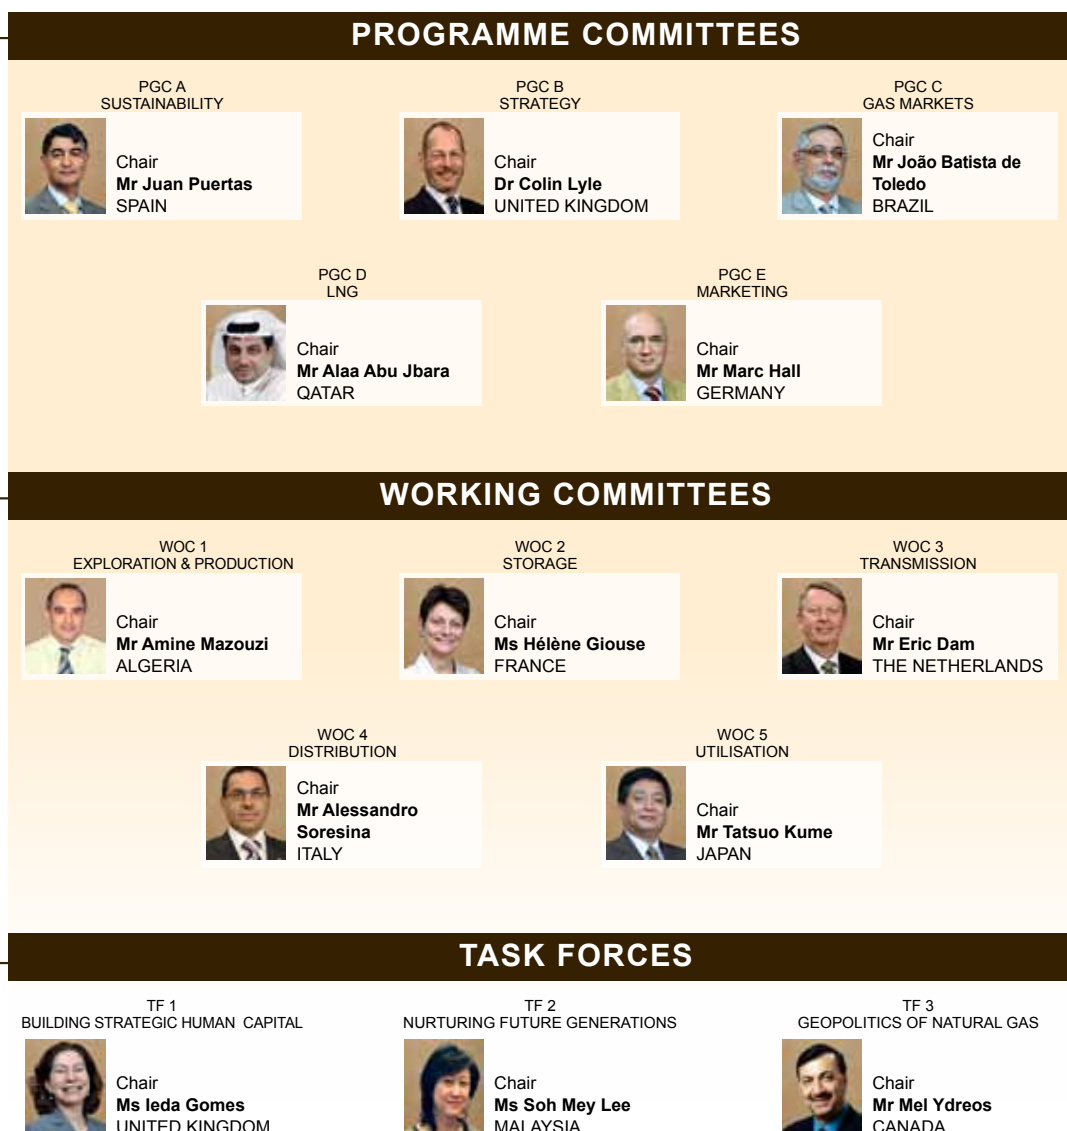 PROGRAMME COMMITTEES
PGC A
SUSTAINABILITY
Chair
Mr Juan Puertas
SPAIN
PGC B
STRATEGY
Chair
Dr Colin Lyle
UNITED KINGDOM
PGC C
GAS MARKETS
Chair
Mr João Batista de
Toledo
BRAZIL
PGC D
LNG
Chair
Mr Alaa Abu Jbara
QATAR
PGC E
MARKETING
Chair
Mr Marc Hall
GERMANY
WORKING COMMITTEES
WOC 1
EXPLORATION & PRODUCTION
Chair
Mr Amine Mazouzi
ALGERIA
WOC 2
STORAGE
Chair
Ms Hélène Giouse
FRANCE
WOC 3
TRANSMISSION
Chair
Mr Eric Dam
THE NETHERLANDS
WOC 4
DISTRIBUTION
Chair
Mr Alessandro
Soresina
ITALY
WOC 5
UTILISATION
Chair
Mr Tatsuo Kume
JAPAN
TASK FORCES
TF 1
BUILDING STRATEGIC HUMAN CAPITAL
Chair
Ms Ieda Gomes
UNITED KINGDOM
TF 2
NURTURING FUTURE GENERATIONS
Chair
Ms Soh Mey Lee
MALAYSIA
TF 3
GEOPOLITICS OF NATURAL GAS
Chair
Mr Mel Ydreos
CANADA